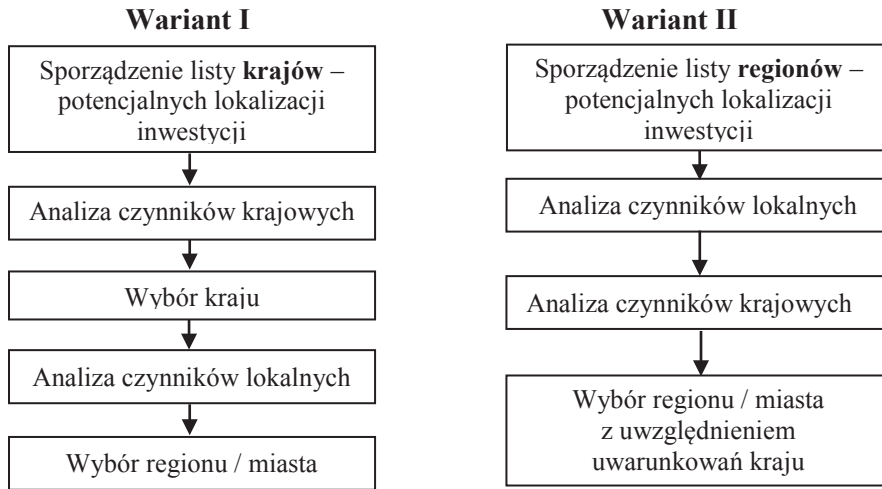 Wariant I
Sporządzenie listy krajów –
potencjalnych lokalizacji
inwestycji
Analiza czynników krajowych
Wybór kraju
Analiza czynników lokalnych
Wybór regionu / miasta
Wariant II
Sporządzenie listy regionów –
potencjalnych lokalizacji
inwestycji
Analiza czynników lokalnych
Analiza czynników krajowych
Wybór regionu / miasta
z uwzględnieniem
uwarunkowań kraju